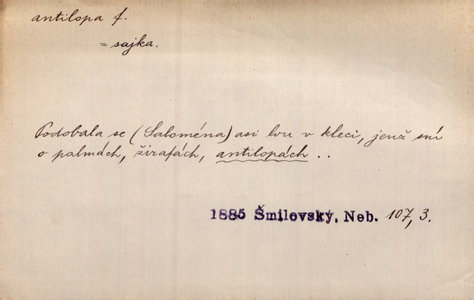 antilopa f.
= sajka.
Podobala se (Saloména) asi lvu v kleci, jenž sní
o palmách, žirafách, antilopách . .
1885 Šmilovský, Neb. 107, 3.